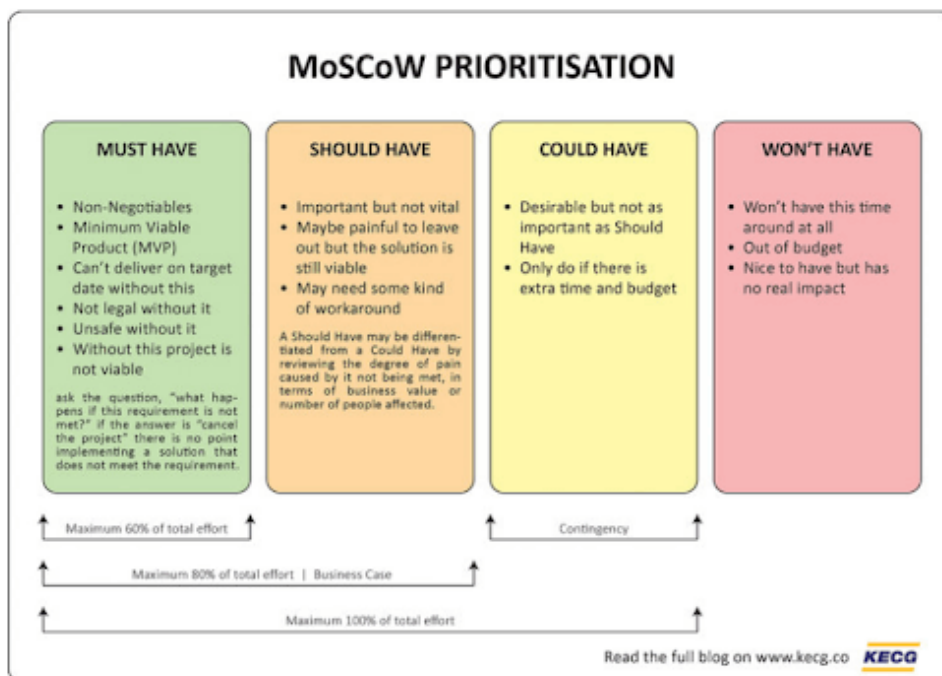 MoSCoW PRIORITISATION
MUST HAVE
• Non-Negotiables
• Minimum Viable
Product (MVP)
• Can't deliver on target
date without this
• Not legal without it
• Unsafe without it
• Without this project is
not viable
ask the question, "what hap-
pens if this requirement is not
met?" if the answer is "cancel
the project" there is no point
implementing a solution that
does not meet the requirement.
SHOULD HAVE
• Important but not vital
• Maybe painful to leave
out but the solution is
still viable
• May need some kind
of workaround
A Should Have may be differen-
tiated from a Could Have by
reviewing the degree of pain
caused by it not being met, in
terms of business value or
number of people affected.
COULD HAVE
• Desirable but not as
important as Should
Have
• Only do if there is
extra time and budget
WON'T HAVE
• Won't have this time
around at all
• Out of budget
• Nice to have but has
no real impact
Maximum 60% of total effort
Contingency
Maximum 80% of total effort | Business Case
Maximum 100% of total effort
Read the full blog on www.kecg.co KECG